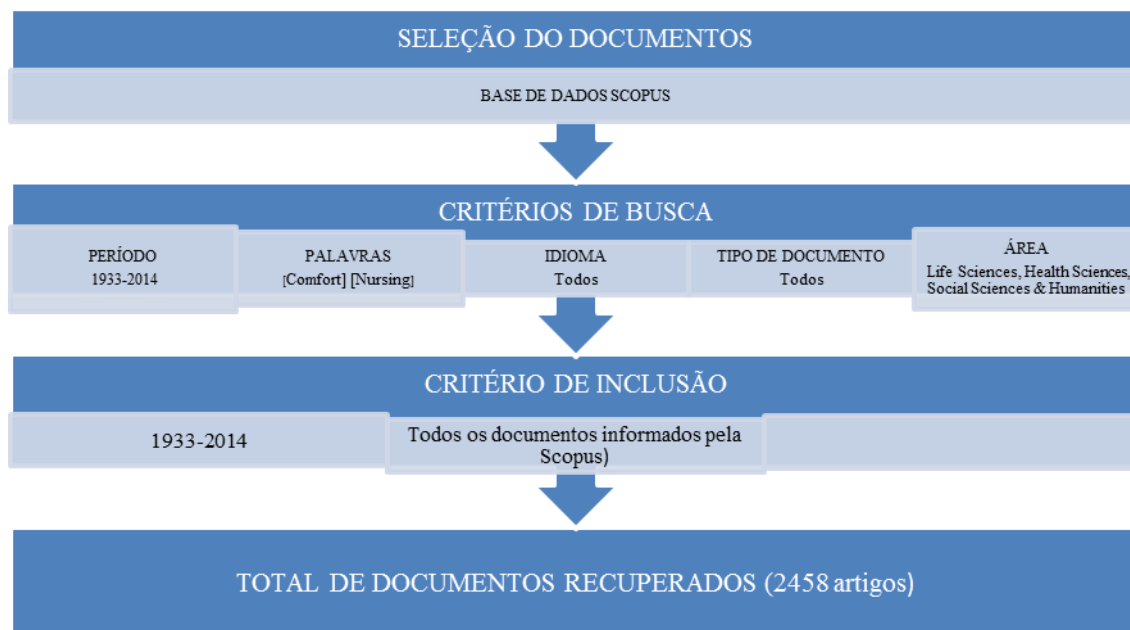 SELEÇÃO DO DOCUMENTOS
BASE DE DADOS SCOPUS
CRITÉRIOS DE BUSCA
PERÍODO
1933-2014
PALAVRAS
[Comfort] [Nursing]
IDIOMA
Todos
TIPO DE DOCUMENTO
Todos
ÁREA
Life Sciences, Health Sciences,
Social Sciences & Humanities
CRITÉRIO DE INCLUSÃO
1933-2014
Todos os documentos informados pela
Scopus)
TOTAL DE DOCUMENTOS RECUPERADOS (2458 artigos)